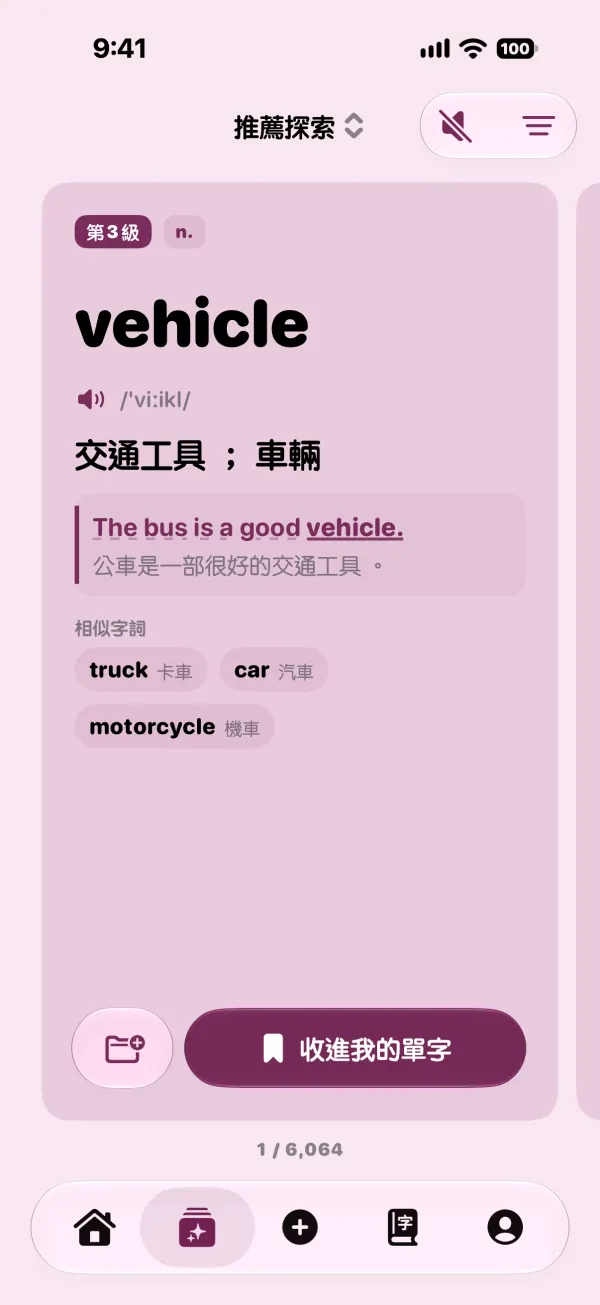 9:41
100
推薦探索
第3級 n.
vehicle
/ˈviːikl/
交通工具 ； 車輛
The bus is a good vehicle.
公車是一部很好的交通工具 。
相似字詞
truck 卡車 car 汽車
motorcycle 機車
收進我的單字
1 / 6,064
字